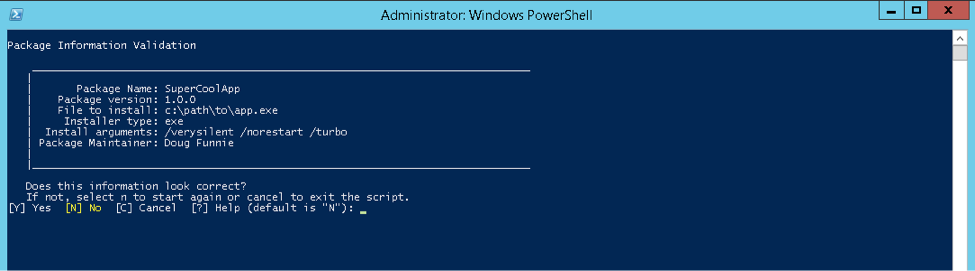 Administrator: Windows PowerShell
Package Information Validation
Package Name: SuperCoolApp
Package version: 1.0.0
File to install: c:\path\to\app.exe
Installer type: exe
Install arguments: /verysilent /norestart /turbo
Package Maintainer: Doug Funnie
Does this information look correct?
If not, select n to start again or cancel to exit the script.
[Y] Yes [N] No [C] Cancel [?] Help (default is "N"):